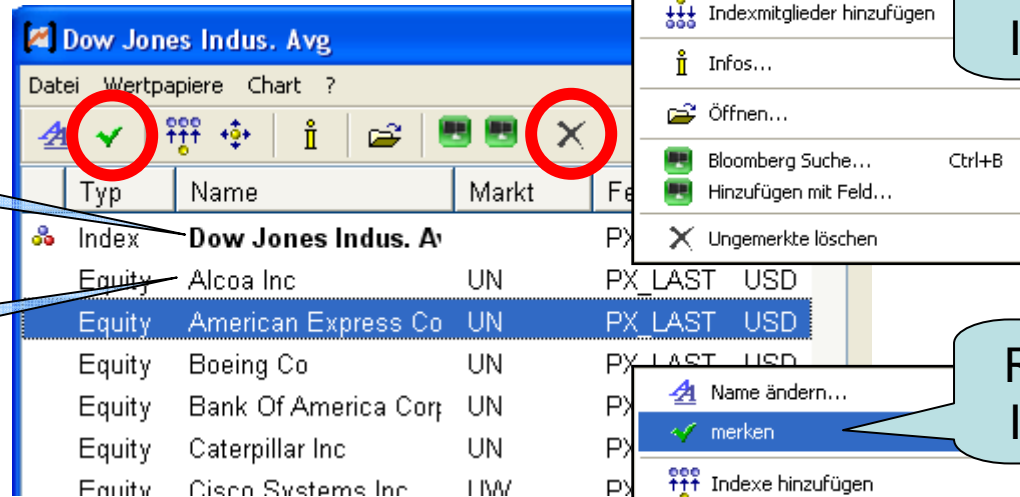 Dow Jones Indus. Avg
Datei Wertpapiere Chart ?
Typ Name Markt
Index Dow Jones Indus.
Equity Alcoa Inc UN PX_LAST USD
Equity American Express Co UN PX_LAST USD
Equity Boeing Co UN PX_LAST USD
Equity Bank Of America UN
Equity Caterpillar Inc UN
Equity Cisco Systems Inc UW
Indexmitglieder hinzufügen
Infos...
Öffnen...
Bloomberg Suche... Ctrl+B
Hinzufügen mit Feld...
Ungemerkte löschen
Name ändern...
merken
Indexe hinzufügen